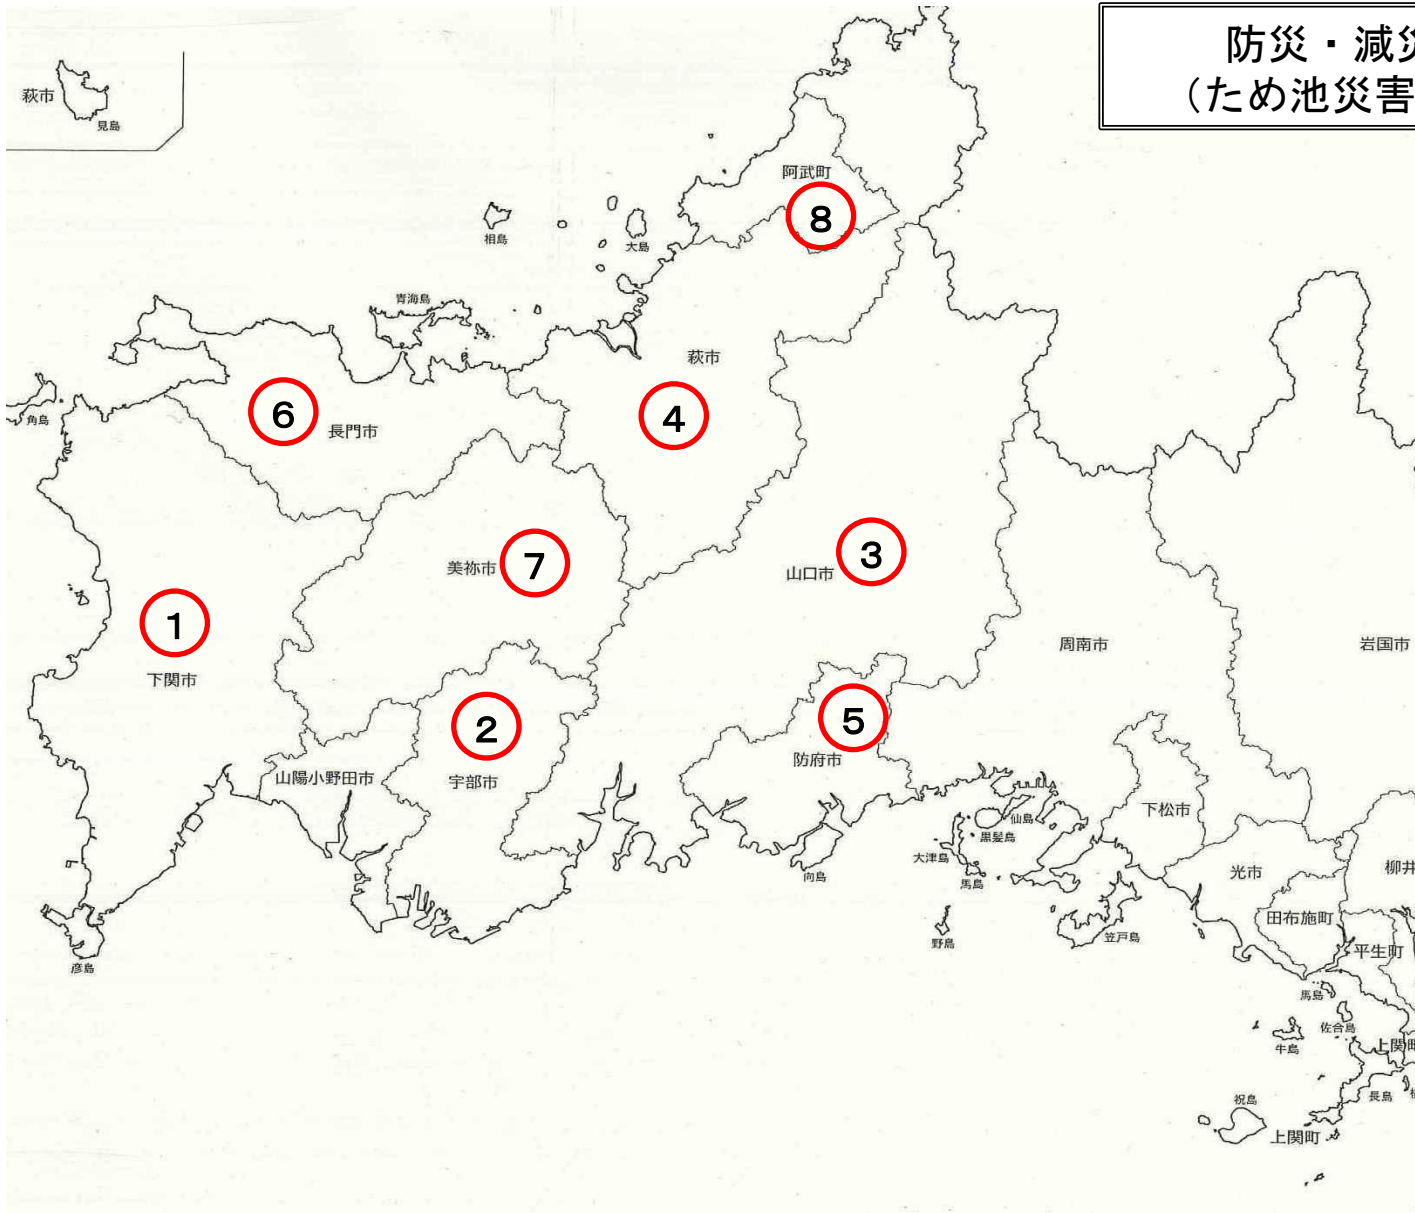 防災・減災
（ため池災害
萩市
見島
阿武町
8
相島
大島
青海島
萩市
角島
6
長門市
4
美祢市
7
山口市
3
1
下関市
周南市
岩国市
2
5
防府市
山陽小野田市
宇部市
下松市
仙島
黒髪島
大津島
馬島
向島
光市
柳井
田布施町
野島
笠戸島
平生町
彦島
馬島
佐合島
牛島
上関町
長島
祝島
上関町